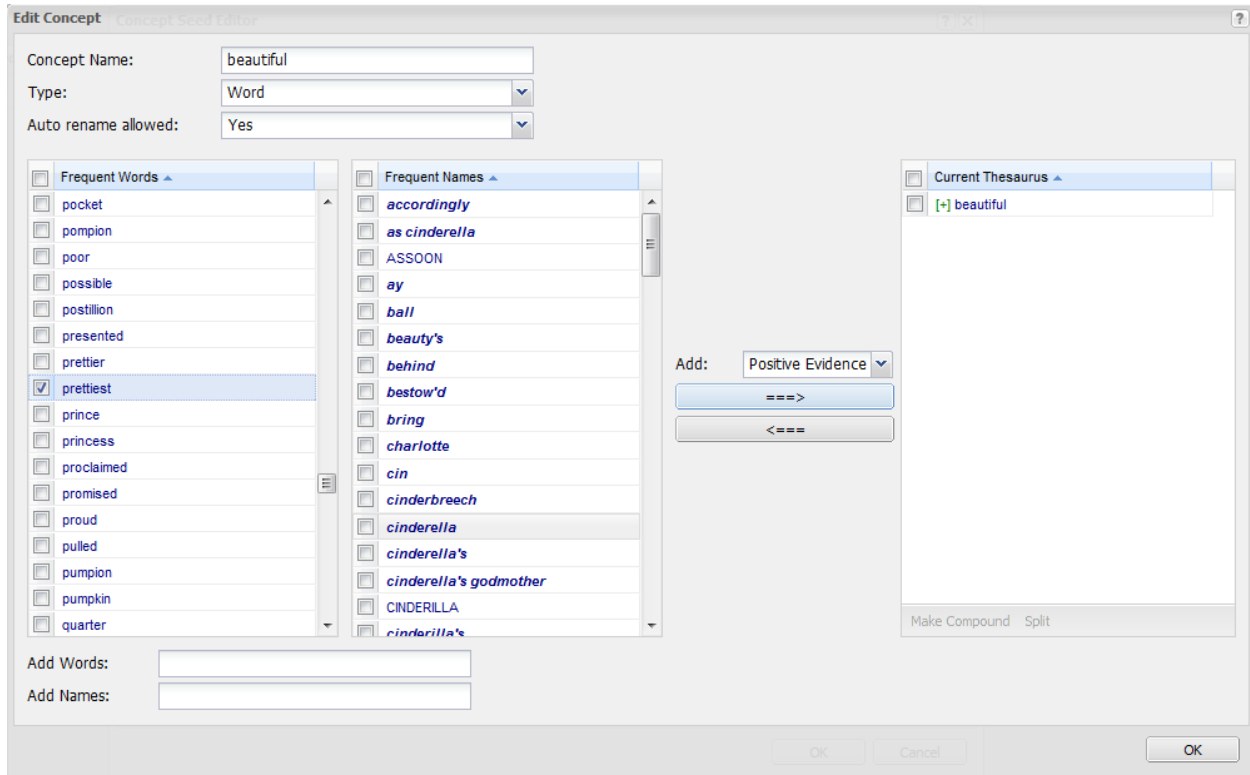 Edit Concept
Concept Seed Editor
Concept Name: beautiful
Type: Word
Auto rename allowed: Yes
Frequent Words
pocket
pompion
poor
possible
postillion
presented
prettier
prettiest
prince
princess
proclaimed
promised
proud
pulled
pumpion
pumpkin
quarter
Frequent Names
accordingly
as cinderella
ASSOON
ay
ball
beauty's
behind
bestow'd
bring
charlotte
cin
cinderbreech
cinderella
cinderella's
cinderella's godmother
CINDERILLA
cinderilla's
Add: Positive Evidence
===>
<===
Current Thesaurus
[+] beautiful
Make Compound Split
Add Words:
Add Names:
OK Cancel
OK